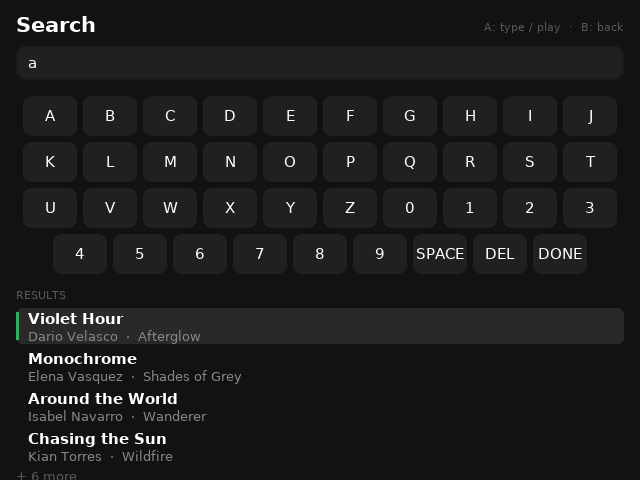 Search
A: type / play · B: back
a
A B C D E F G H I J
K L M N O P Q R S T
U V W X Y Z 0 1 2 3
4 5 6 7 8 9 SPACE DEL DONE
RESULTS
Violet Hour
Dario Velasco · Afterglow
Monochrome
Elena Vasquez · Shades of Grey
Around the World
Isabel Navarro · Wanderer
Chasing the Sun
Kian Torres · Wildfire
+ 6 more